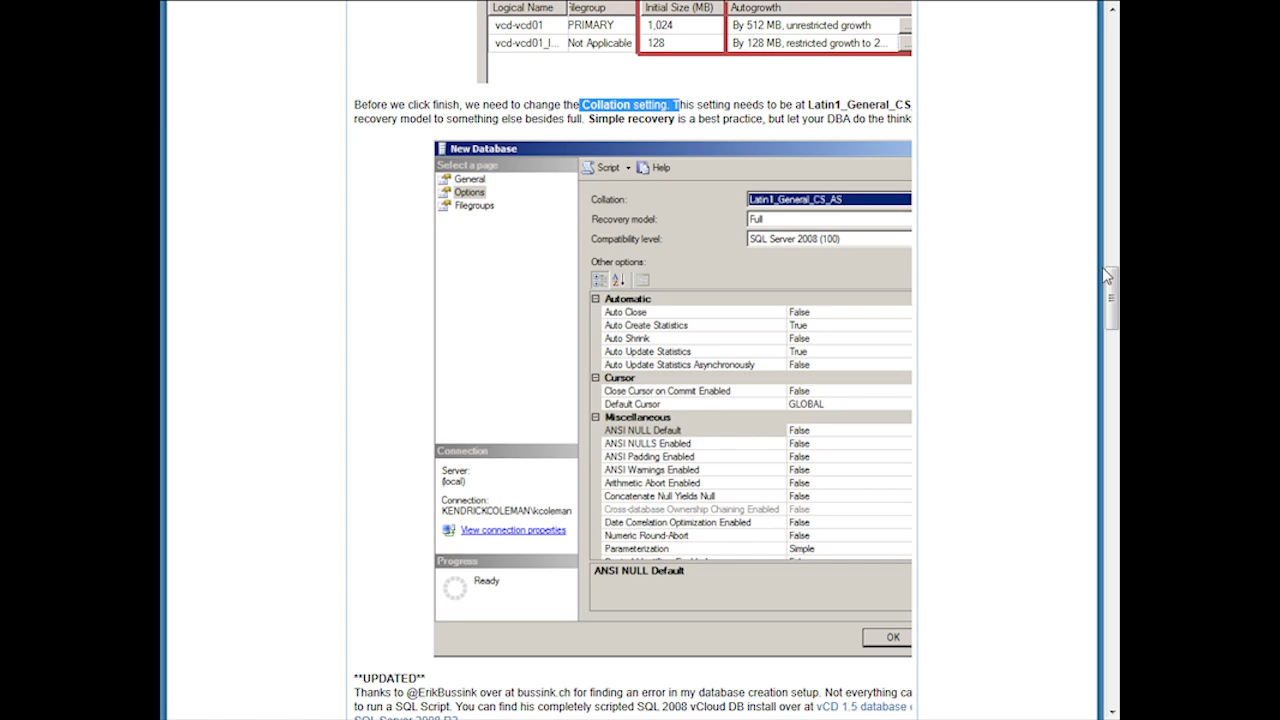 Logical Name Filegroup Initial Size (MB) Autogrowth
vcd-vcd01 PRIMARY 1,024 By 512 MB, unrestricted growth ...
vcd-vcd01_l... Not Applicable 128 By 128 MB, restricted growth to 2... ...
Before we click finish, we need to change the Collation setting. This setting needs to be at Latin1_General_CS_
recovery model to something else besides full. Simple recovery is a best practice, but let your DBA do the think
New Database
Select a page
Script Help
General
Options
Filegroups
Collation: Latin1_General_CS_AS
Recovery model: Full
Compatibility level: SQL Server 2008 (100)
Other options:
Automatic
Auto Close False
Auto Create Statistics True
Auto Shrink False
Auto Update Statistics True
Auto Update Statistics Asynchronously False
Cursor
Close Cursor on Commit Enabled False
Default Cursor GLOBAL
Miscellaneous
ANSI NULL Default False
ANSI NULLS Enabled False
ANSI Padding Enabled False
ANSI Warnings Enabled False
Arithmetic Abort Enabled False
Concatenate Null Yields Null False
Cross-database Ownership Chaining Enabled False
Date Correlation Optimization Enabled False
Numeric Round-Abort False
Parameterization Simple
Connection
Server:
(local)
Connection:
KENDRICKCOLEMAN\kcoleman
View connection properties
Progress
Ready
ANSI NULL Default
OK
**UPDATED**
Thanks to @ErikBussink over at bussink.ch for finding an error in my database creation setup. Not everything ca
to run a SQL Script. You can find his completely scripted SQL 2008 vCloud DB install over at vCD 1.5 database
SQL Server 2008 R2